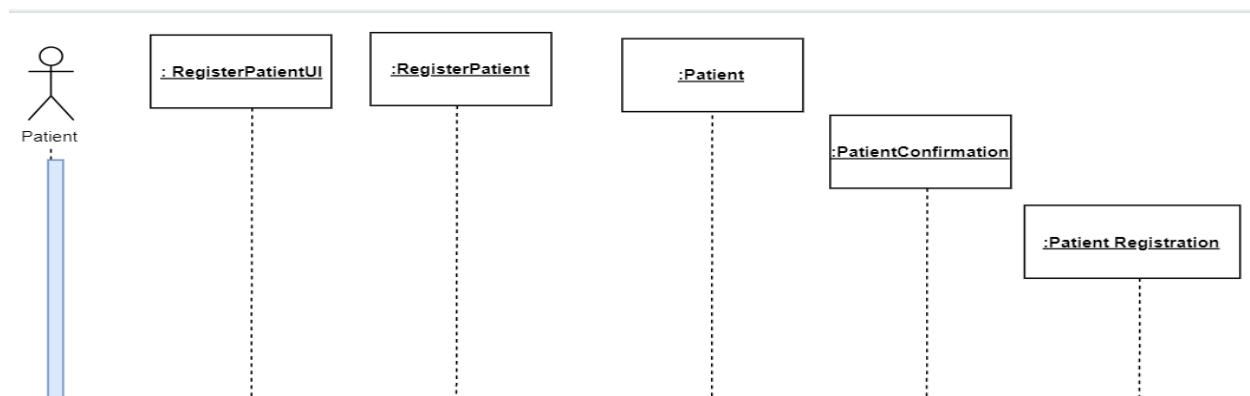 : RegisterPatientUI
:RegisterPatient
:Patient
Patient
:PatientConfirmation
:Patient Registration